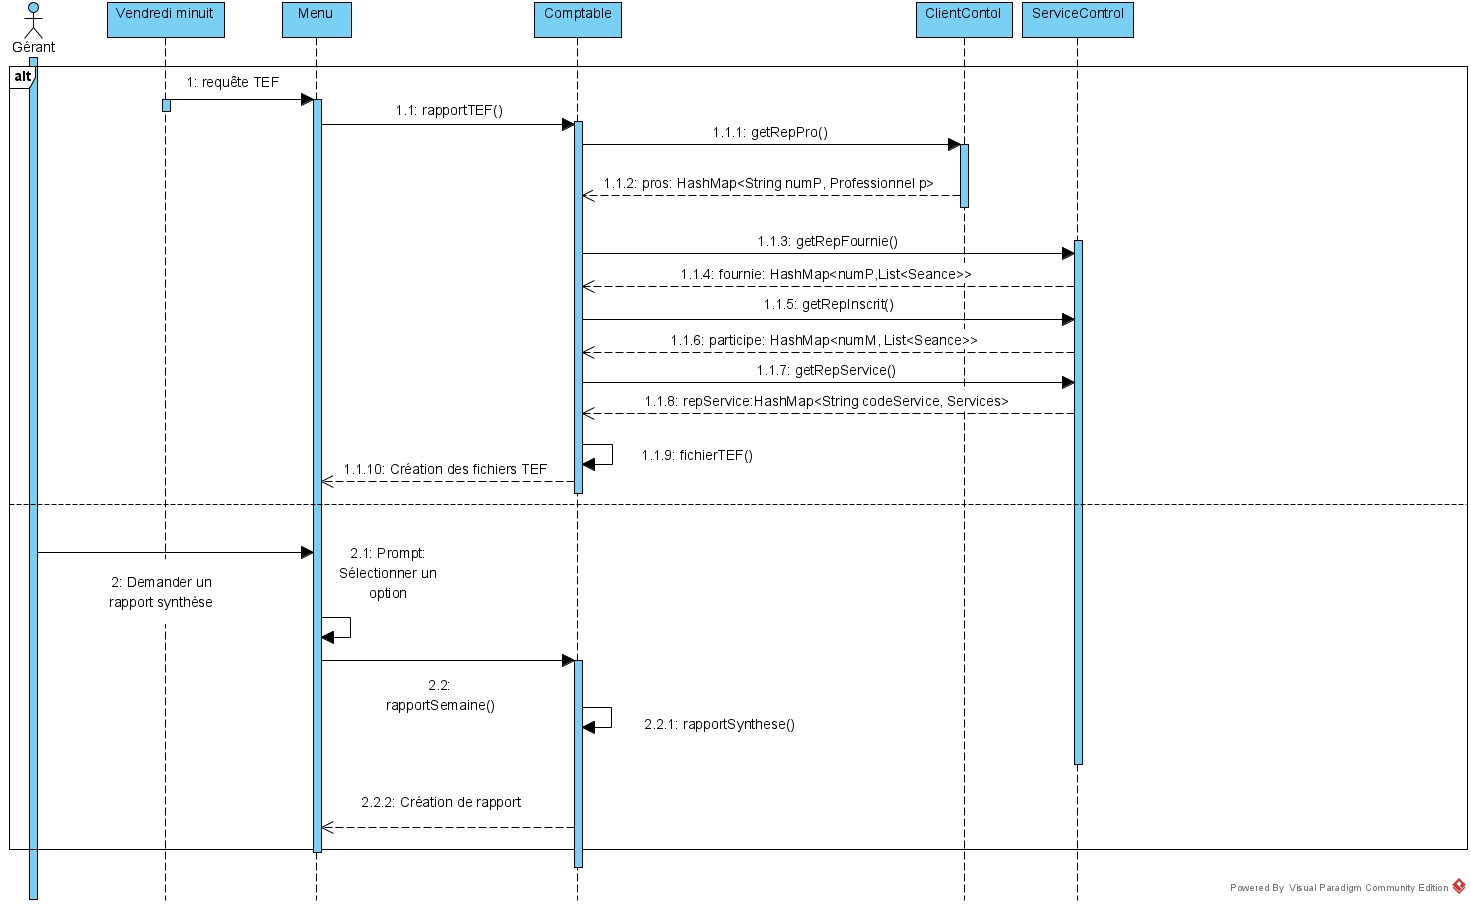 Gérant
Vendredi minuit
Menu
Comptable
ClientContol
ServiceControl
alt
1: requête TEF
1.1: rapportTEF()
1.1.1: getRepPro()
1.1.2: pros: HashMap<String numP, Professionnel p>
1.1.3: getRepFournie()
1.1.4: fournie: HashMap<numP,List<Seance>>
1.1.5: getRepInscrit()
1.1.6: participe: HashMap<numM, List<Seance>>
1.1.7: getRepService()
1.1.8: repService:HashMap<String codeService, Services>
1.1.9: fichierTEF()
1.1.10: Création des fichiers TEF
2: Demander un
rapport synthèse
2.1: Prompt:
Sélectionner un
option
2.2:
rapportSemaine()
2.2.1: rapportSynthese()
2.2.2: Création de rapport
Powered By Visual Paradigm Community Edition